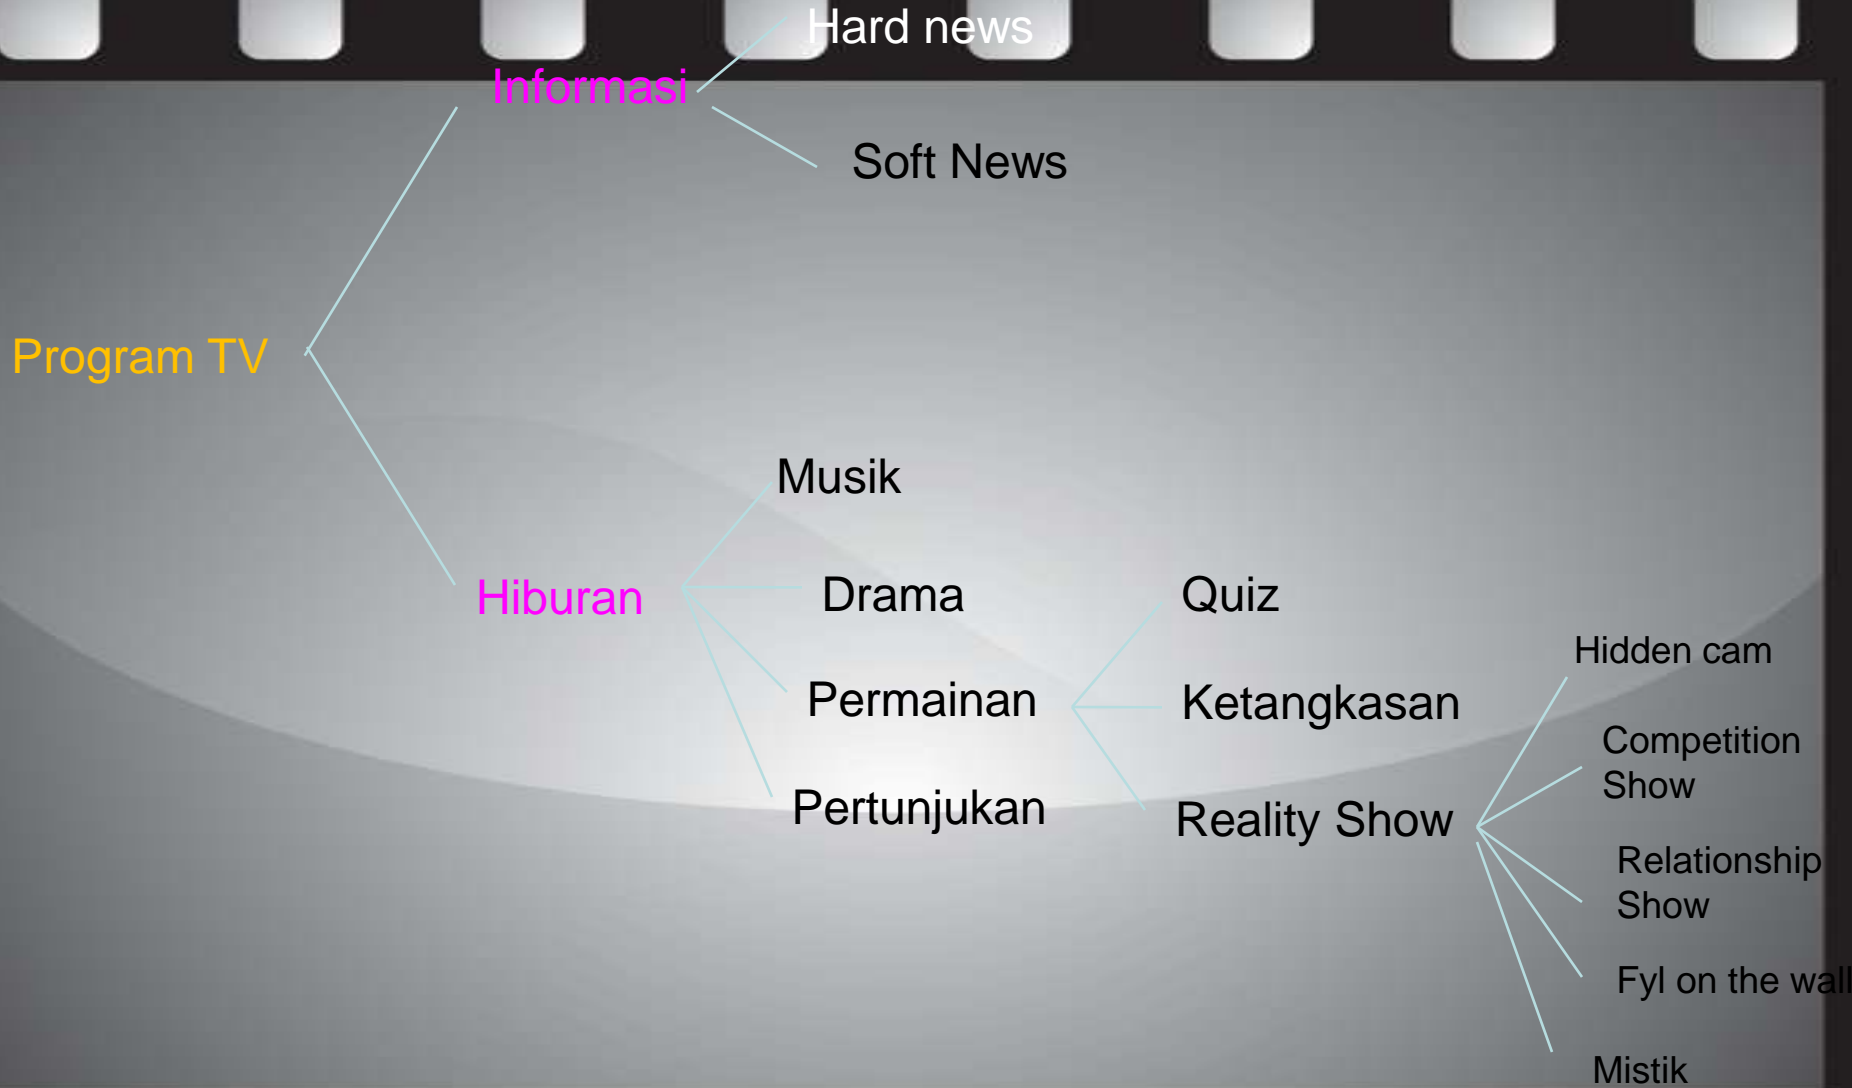 Hard news
Informasi
Soft News
Program TV
Musik
Hiburan
Drama
Quiz
Hidden cam
Permainan
Ketangkasan
Competition
Show
Pertunjukan
Reality Show
Relationship
Show
Fyl on the wall
Mistik